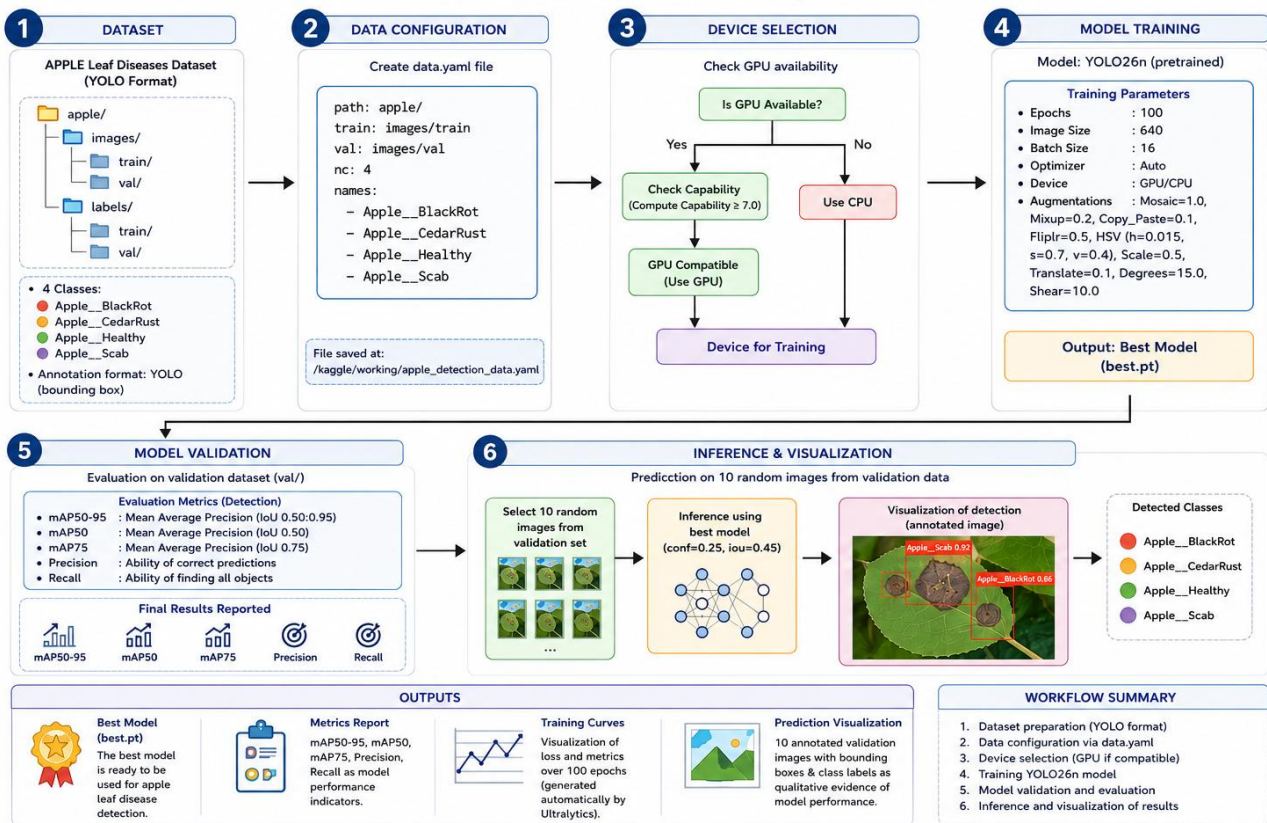 1
DATASET
APPLE Leaf Diseases Dataset
(YOLO Format)
apple/
images/
train/
val/
labels/
train/
val/
• 4 Classes:
Apple__BlackRot
Apple__CedarRust
Apple__Healthy
Apple__Scab
• Annotation format: YOLO
(bounding box)
2
DATA CONFIGURATION
Create data.yaml file
path: apple/
train: images/train
val: images/val
nc: 4
names:
– Apple__BlackRot
– Apple__CedarRust
– Apple__Healthy
– Apple__Scab
File saved at:
/kaggle/working/apple_detection_data.yaml
3
DEVICE SELECTION
Check GPU availability
Is GPU Available?
Yes
No
Check Capability
(Compute Capability ≥ 7.0)
Use CPU
GPU Compatible
(Use GPU)
Device for Training
4
MODEL TRAINING
Model: YOLO26n (pretrained)
Training Parameters
• Epochs : 100
• Image Size : 640
• Batch Size : 16
• Optimizer : Auto
• Device : GPU/CPU
• Augmentations : Mosaic=1.0,
Mixup=0.2, Copy_Paste=0.1,
Fliplr=0.5, HSV (h=0.015,
s=0.7, v=0.4), Scale=0.5,
Translate=0.1, Degrees=15.0,
Shear=10.0
Output: Best Model
(best.pt)
5
MODEL VALIDATION
Evaluation on validation dataset (val/)
Evaluation Metrics (Detection)
• mAP50-95 : Mean Average Precision (IoU 0.50:0.95)
• mAP50 : Mean Average Precision (IoU 0.50)
• mAP75 : Mean Average Precision (IoU 0.75)
• Precision : Ability of correct predictions
• Recall : Ability of finding all objects
Final Results Reported
mAP50-95
mAP50
mAP75
Precision
Recall
6
INFERENCE & VISUALIZATION
Predicction on 10 random images from validation data
Select 10 random
images from
validation set
...
Inference using
best model
(conf=0.25, iou=0.45)
Visualization of detection
(annotated image)
Apple__Scab 0.92
Apple__BlackRot 0.86
Detected Classes
Apple__BlackRot
Apple__CedarRust
Apple__Healthy
Apple__Scab
OUTPUTS
Best Model
(best.pt)
The best model
is ready to be
used for apple
leaf disease
detection.
Metrics Report
mAP50-95, mAP50,
mAP75, Precision,
Recall as model
performance
indicators.
Training Curves
Visualization of
loss and metrics
over 100 epochs
(generated
automatically by
Ultralytics).
Prediction Visualization
10 annotated validation
images with bounding
boxes & class labels as
qualitative evidence of
model performance.
WORKFLOW SUMMARY
1. Dataset preparation (YOLO format)
2. Data configuration via data.yaml
3. Device selection (GPU if compatible)
4. Training YOLO26n model
5. Model validation and evaluation
6. Inference and visualization of results